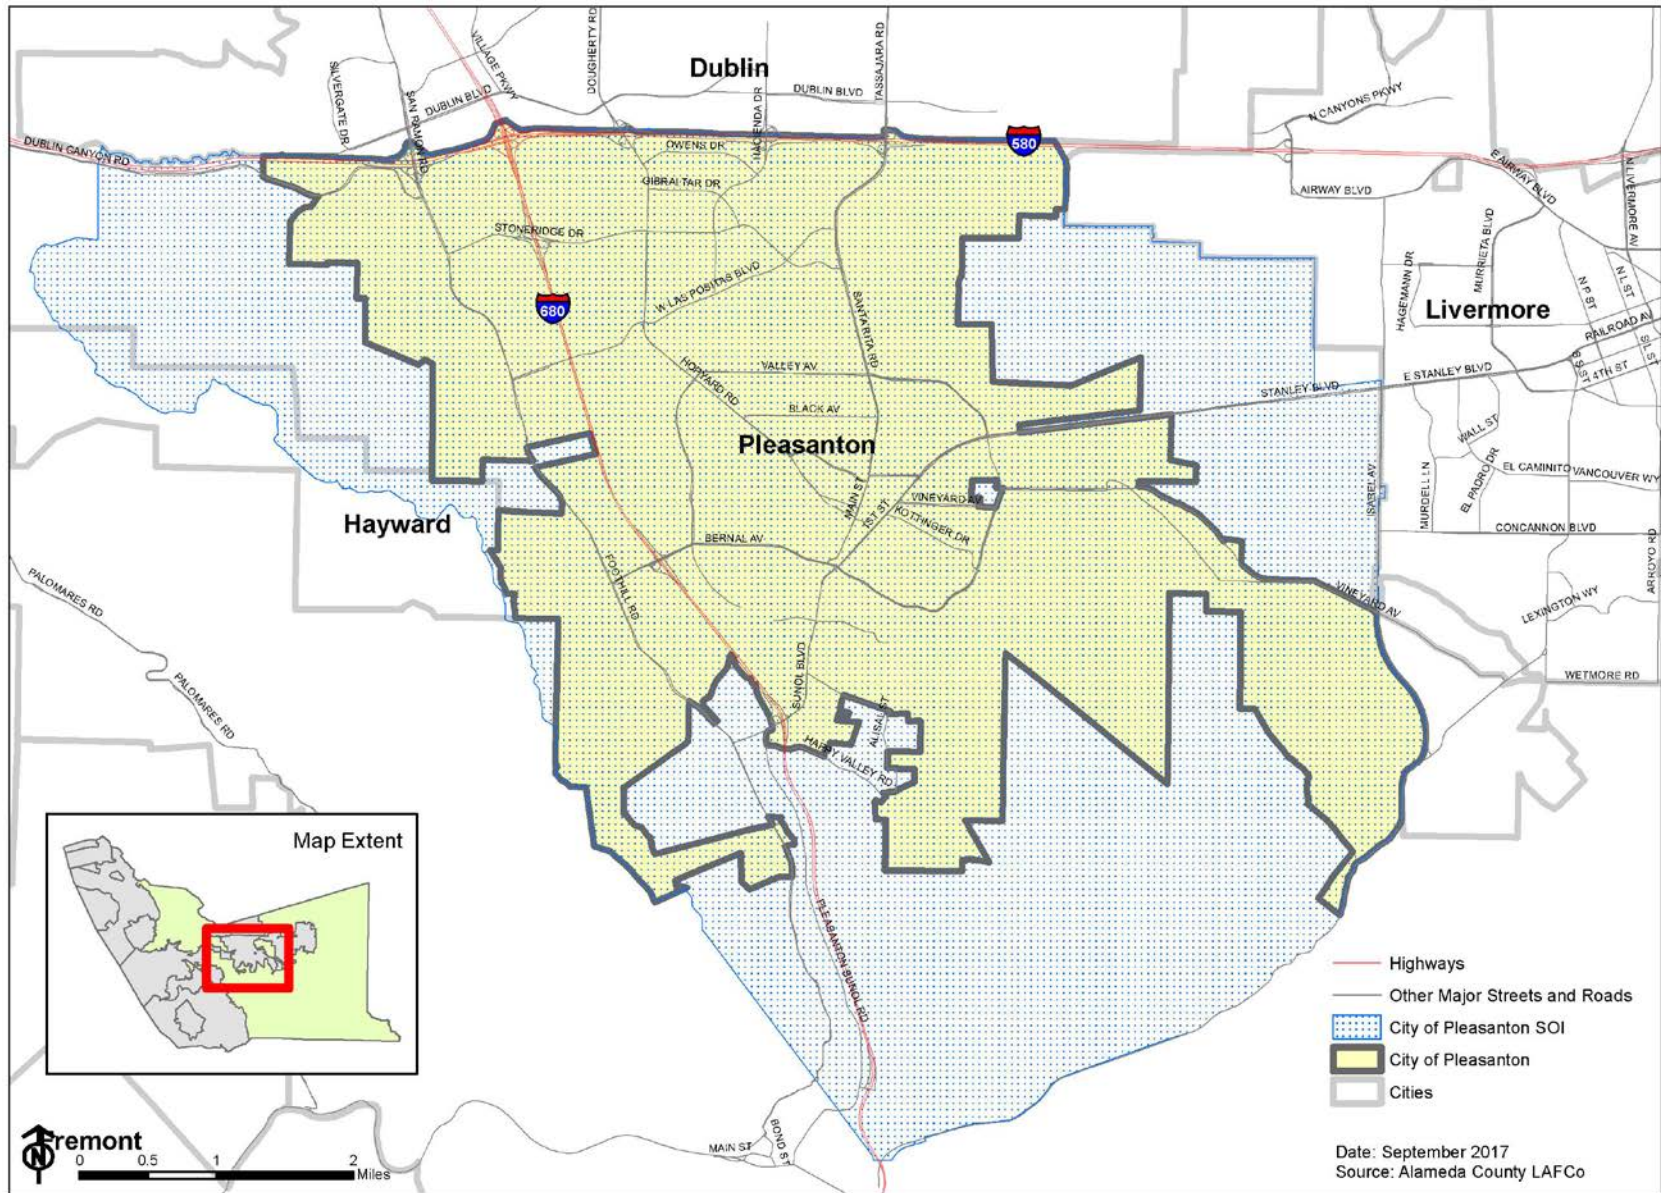 Dublin
SILVERGATE DR
SAN RAMON RD
DUBLIN BLVD
VILLAGE PKWY
DOUGHERTY RD
HACIENDA DR
DUBLIN BLVD
TASSAJARA RD
N CANYONS PKWY
DUBLIN CANYON RD
OWENS DR
580
E AIRWAY BLVD
N LIVERMORE AV
GIBRALTAR DR
AIRWAY BLVD
STONERIDGE DR
W LAS POSITAS BLVD
680
SANTA RITA RD
HAGEMANN DR
MURRIETA BLVD
N P ST
N L ST
Livermore
RAILROAD AV
S L ST
S S ST
4TH ST
HOPYARD RD
VALLEY AV
STANLEY BLVD
E STANLEY BLVD
BLACK AV
Pleasanton
WALL ST
EL CAMINITO
VANCOUVER WY
EL PADRO DR
MURDELL LN
ISABEL AV
MAIN ST
1ST ST
VINEYARD AV
KOTTINGER DR
CONCANNON BLVD
Hayward
BERNAL AV
ARROYO RD
FOOTHILL RD
VINEYARD AV
LEXINGTON WY
PALOMARES RD
PALOMARES RD
SUNOL BLVD
WETMORE RD
ALISAL ST
HAPPY VALLEY RD
Map Extent
PLEASANTON SUNOL RD
Highways
Other Major Streets and Roads
City of Pleasanton SOI
City of Pleasanton
Cities
Fremont
N
0 0.5 1 2
Miles
MAIN ST
BOND ST
Date: September 2017
Source: Alameda County LAFCo